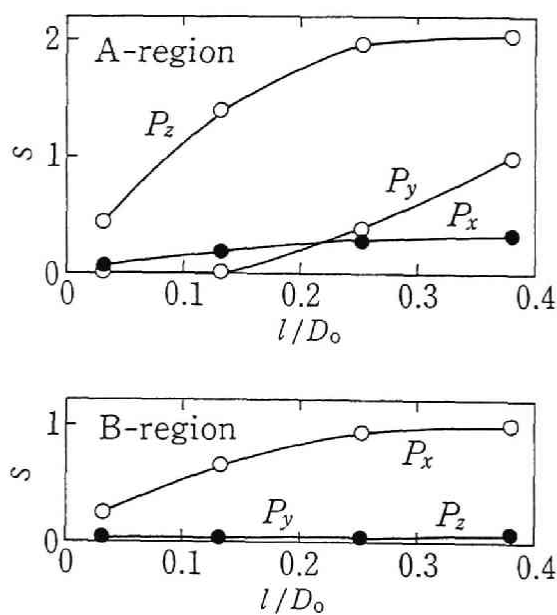 2
A-region
P_z
S
1
P_y
P_x
0
0 0.1 0.2 0.3 0.4
l/D_o
1
B-region
S
P_x
P_y P_z
0
0 0.1 0.2 0.3 0.4
l/D_o